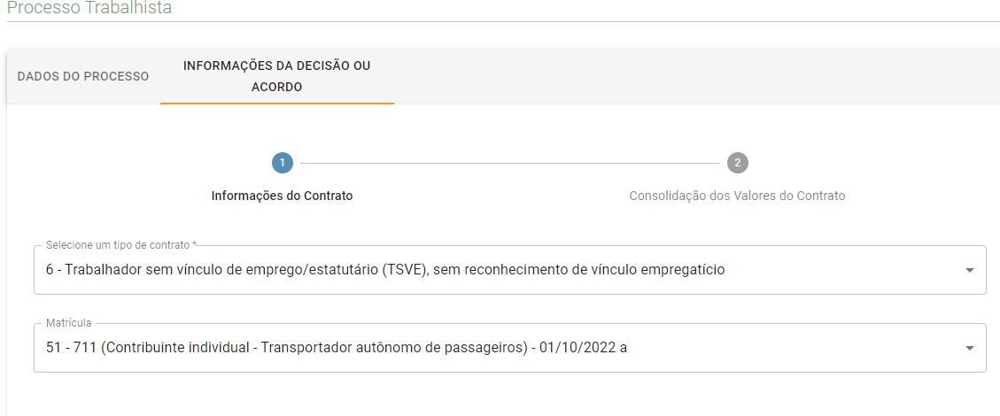 Processo Trabalhista
DADOS DO PROCESSO
INFORMAÇÕES DA DECISÃO OU
ACORDO
1
2
Informações do Contrato
Consolidação dos Valores do Contrato
Selecione um tipo de contrato *
6 - Trabalhador sem vínculo de emprego/estatutário (TSVE), sem reconhecimento de vínculo empregatício
Matrícula
51 - 711 (Contribuinte individual - Transportador autônomo de passageiros) - 01/10/2022 a